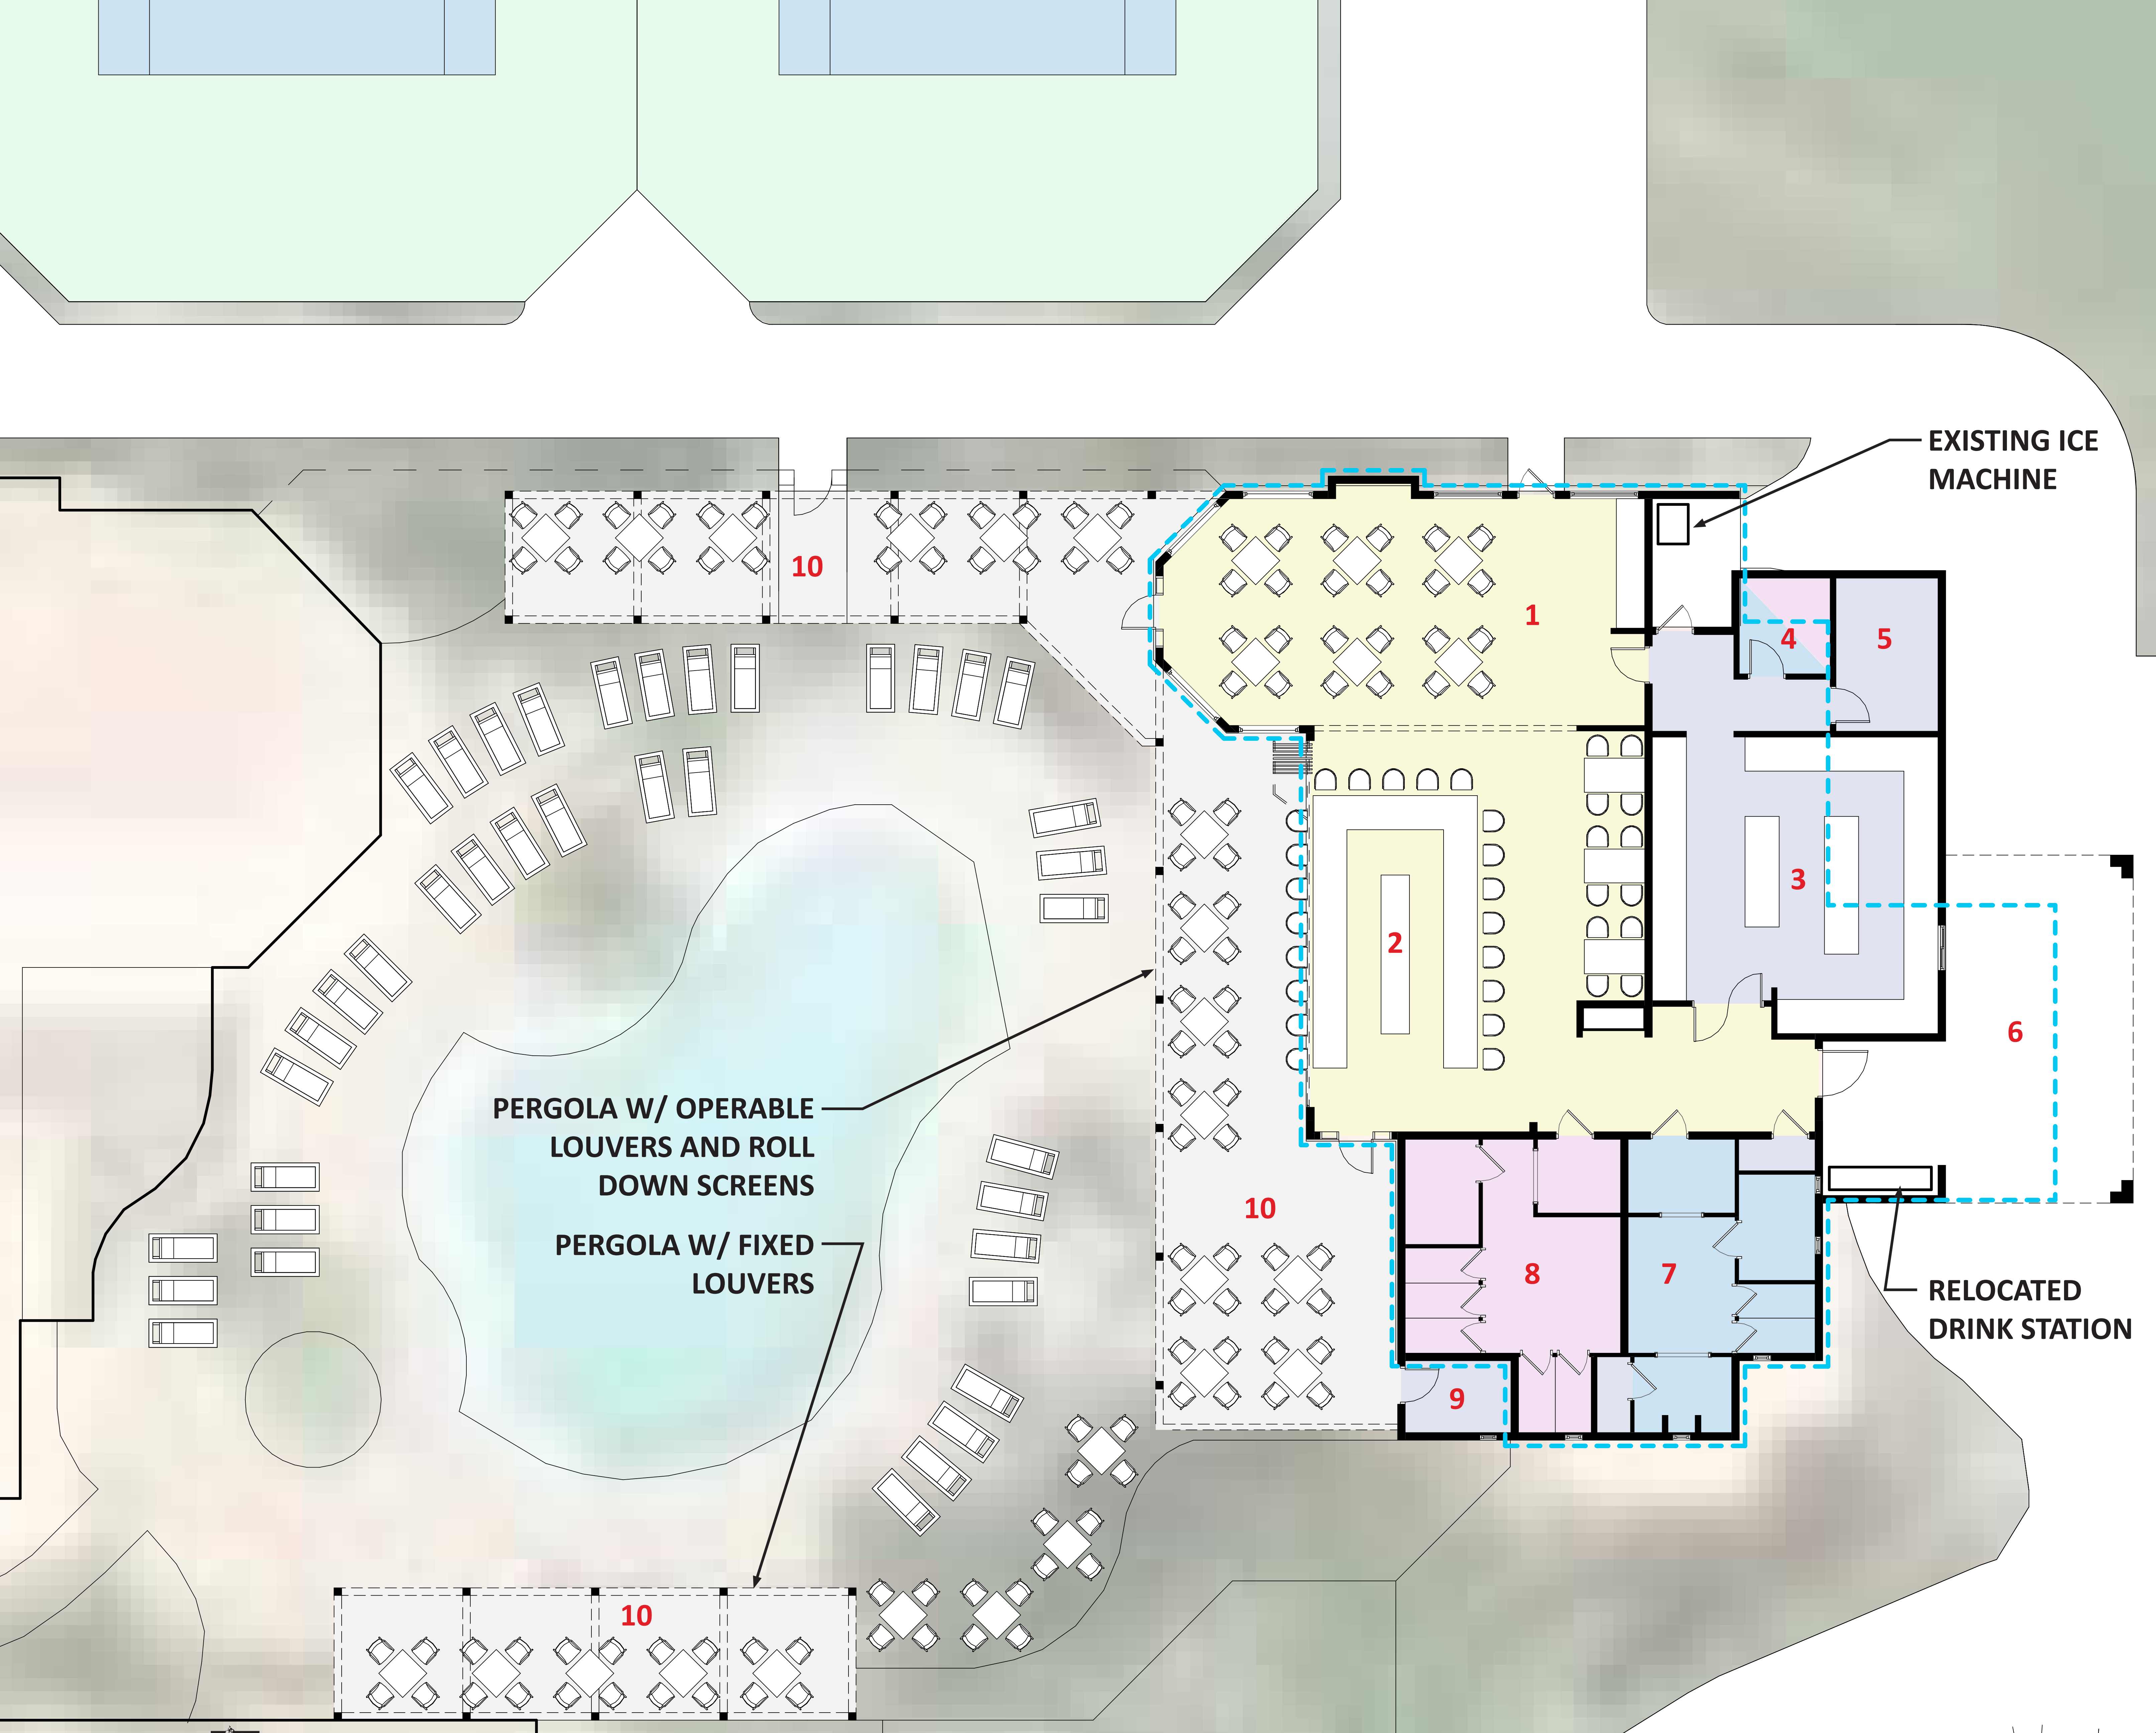 EXISTING ICE
MACHINE
10
1
4
5
3
2
6
PERGOLA W/ OPERABLE
LOUVERS AND ROLL
DOWN SCREENS
10
PERGOLA W/ FIXED
LOUVERS
8
7
RELOCATED
DRINK STATION
9
10